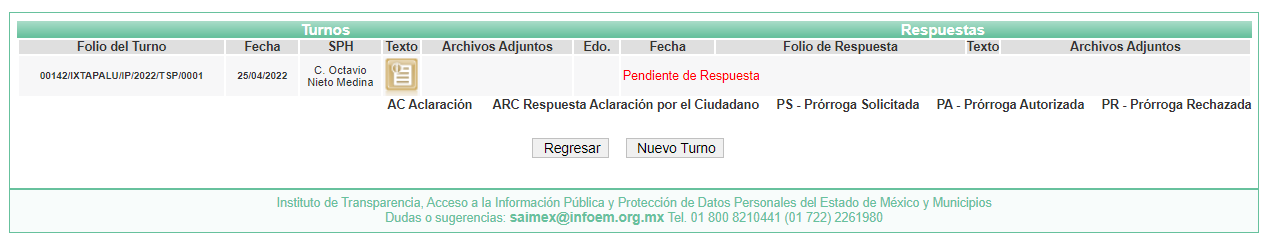 Turnos Respuestas
Folio del Turno Fecha SPH Texto Archivos Adjuntos Edo. Fecha Folio de Respuesta Texto Archivos Adjuntos
00142/IXTAPALU/IP/2022/TSP/0001 25/04/2022 C. Octavio Nieto Medina Pendiente de Respuesta
AC Aclaración ARC Respuesta Aclaración por el Ciudadano PS - Prórroga Solicitada PA - Prórroga Autorizada PR - Prórroga Rechazada
Regresar Nuevo Turno
Instituto de Transparencia, Acceso a la Información Pública y Protección de Datos Personales del Estado de México y Municipios
Dudas o sugerencias: saimex@infoem.org.mx Tel. 01 800 8210441 (01 722) 2261980